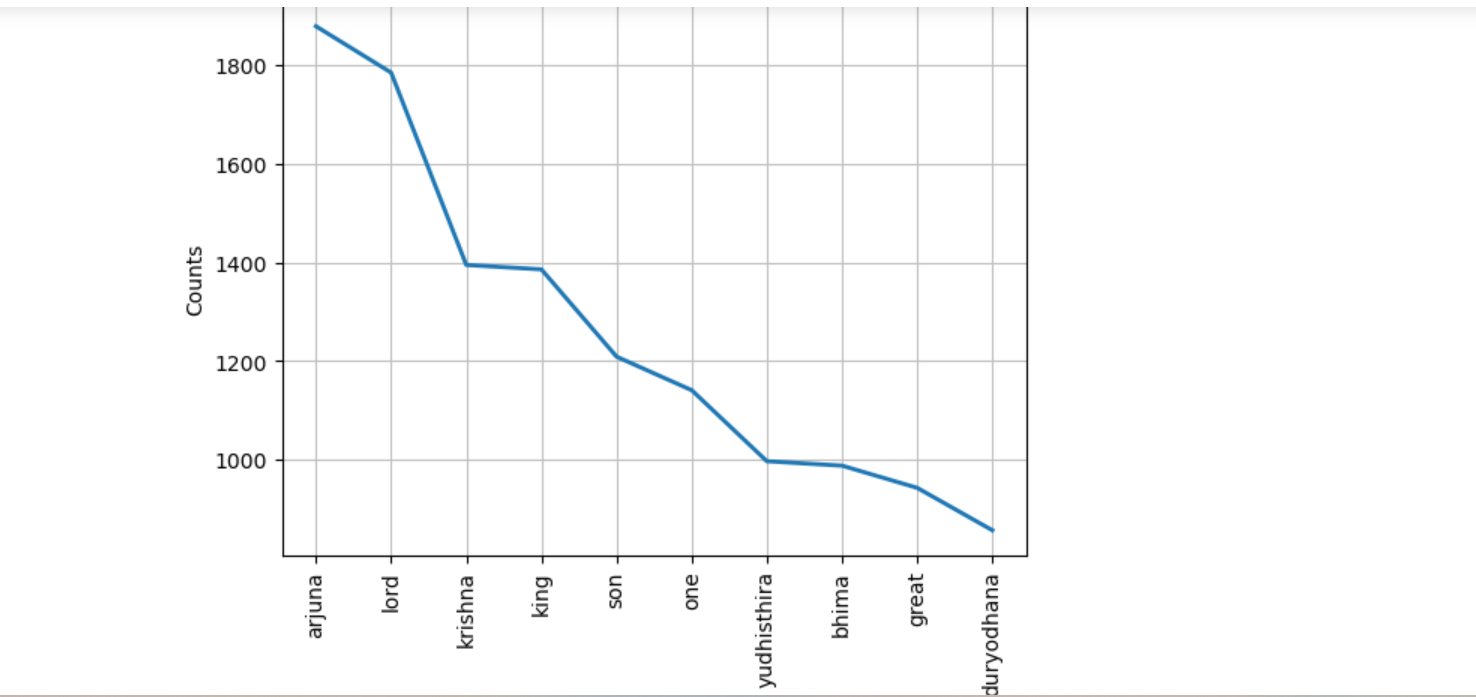 1800
1600
1400
1200
1000
Counts
arjuna
lord
krishna
king
son
one
yudhisthira
bhima
great
duryodhana